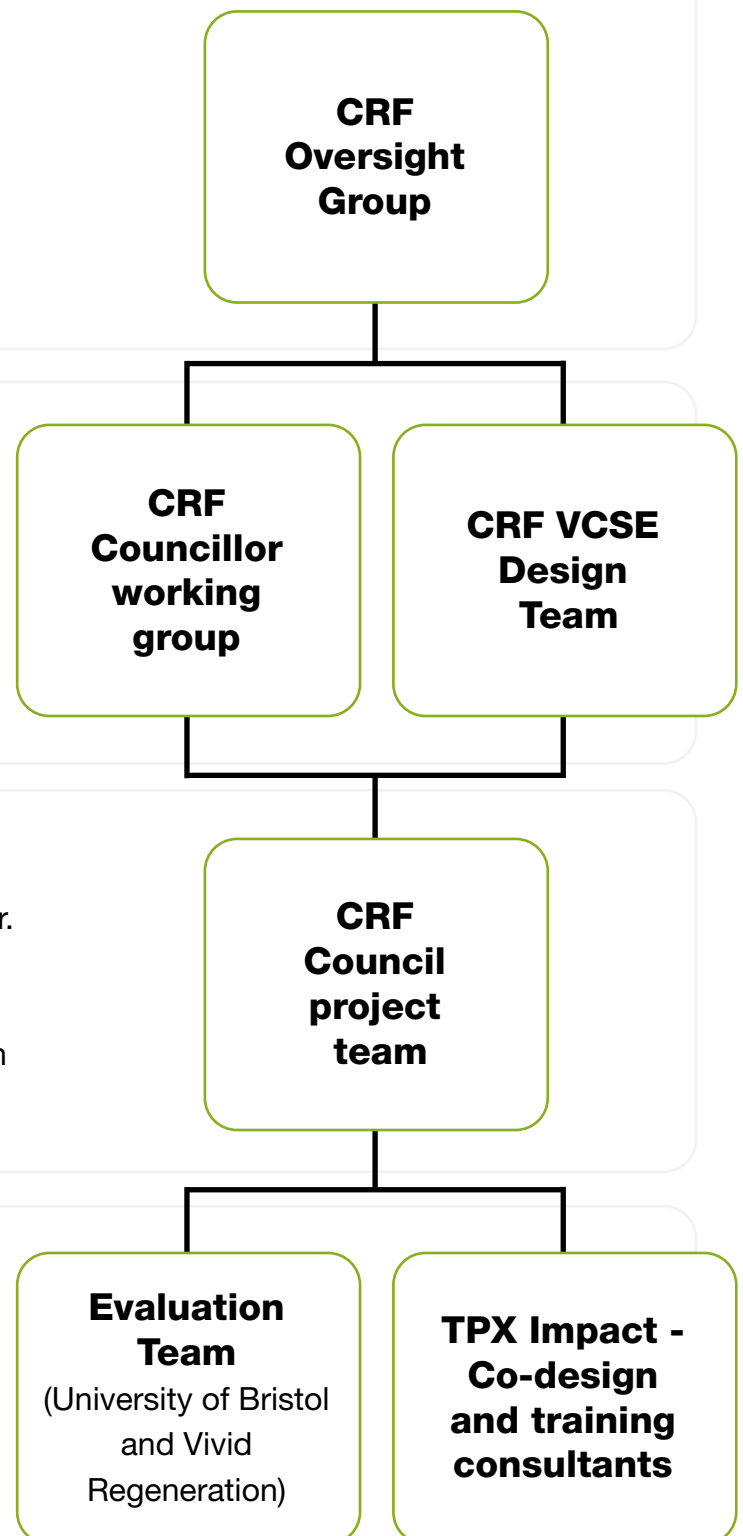 CRF
Oversight
Group
CRF
Councillor
working
group
CRF VCSE
Design
Team
r.
n
CRF
Council
project
team
Evaluation
Team
(University of Bristol
and Vivid
Regeneration)
TPX Impact -
Co-design
and training
consultants